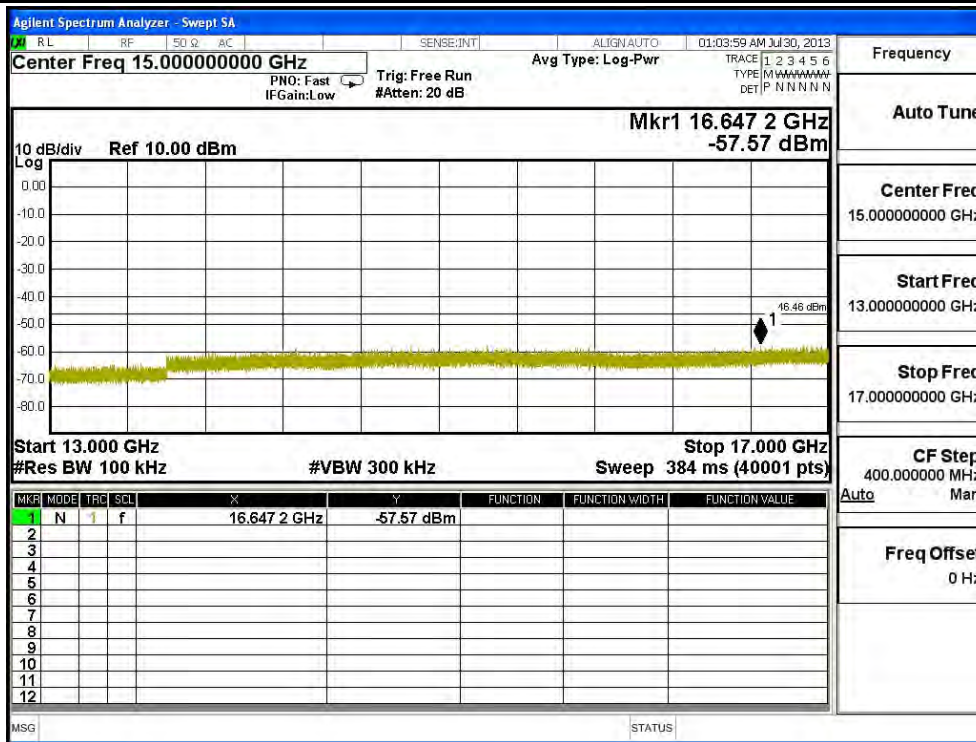 Agilent Spectrum Analyzer - Swept SA
RL RF 50 Ω AC SENSE:INT ALIGN AUTO 01:03:59 AM Jul 30, 2013
Center Freq 15.000000000 GHz
PNO: Fast
IFGain:Low
Trig: Free Run
#Atten: 20 dB
Avg Type: Log-Pwr
TRACE 1 2 3 4 5 6
TYPE M
DET P N N N N N
Mkr1 16.647 2 GHz
-57.57 dBm
10 dB/div Ref 10.00 dBm
Log
0.00
-10.0
-20.0
-30.0
-40.0
-50.0
-60.0
-70.0
-80.0
46.46 dBm
1
Start 13.000 GHz Stop 17.000 GHz
#Res BW 100 kHz #VBW 300 kHz Sweep 384 ms (40001 pts)
MKR MODE TRC SCL X Y FUNCTION FUNCTION WIDTH FUNCTION VALUE
1 N 1 f 16.647 2 GHz -57.57 dBm
2
3
4
5
6
7
8
9
10
11
12
MSG STATUS
Frequency
Auto Tune
Center Freq
15.000000000 GHz
Start Freq
13.000000000 GHz
Stop Freq
17.000000000 GHz
CF Step
400.000000 MHz
Auto Man
Freq Offset
0 Hz